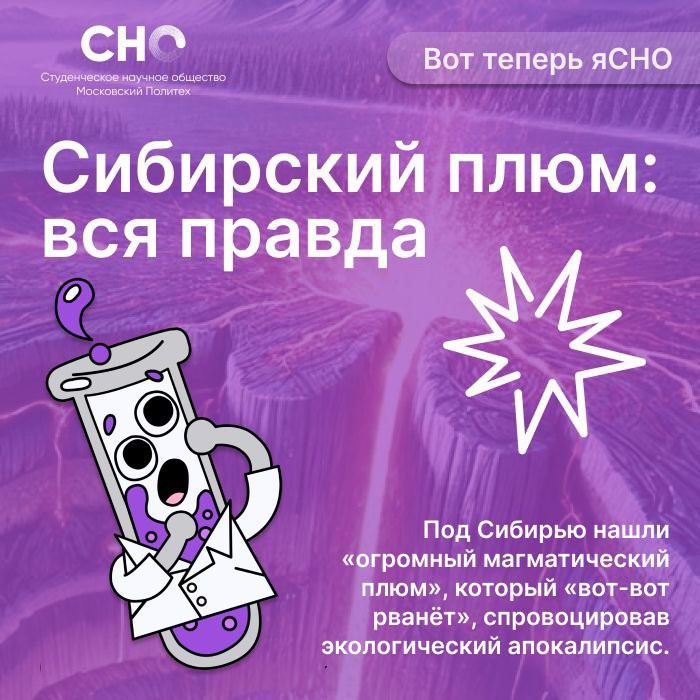 СНО
Студенческое научное общество
Московский Политех
Вот теперь яСНО
Сибирский плюм:
вся правда
Под Сибирью нашли
«огромный магматический
плюм», который «вот-вот
рванёт», спровоцировав
экологический апокалипсис.